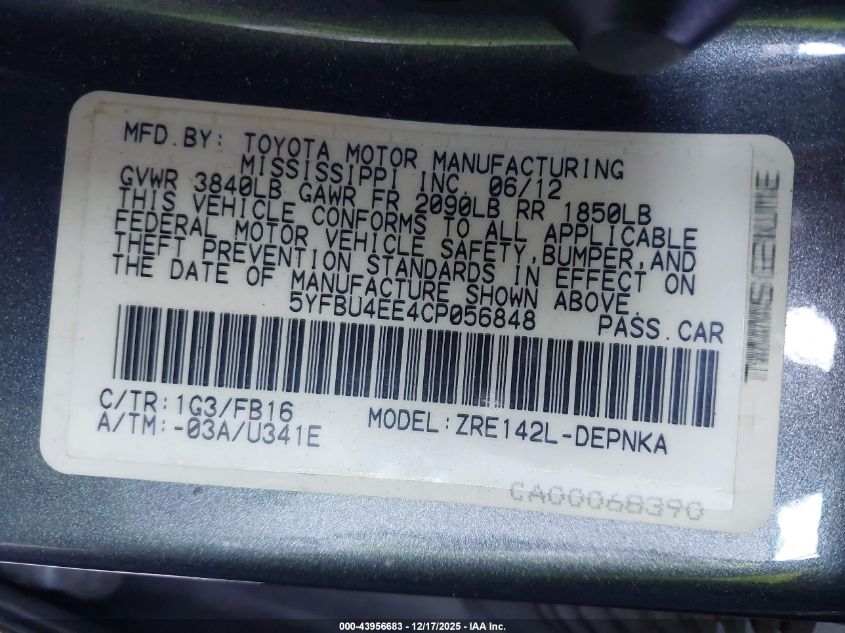 MFD.BY: TOYOTA MOTOR MANUFACTURING
MISSISSIPPI INC. 06/12
GVWR 3840LB GAWR FR 2090LB RR 1850LB
THIS VEHICLE CONFORMS TO ALL APPLICABLE
FEDERAL MOTOR VEHICLE SAFETY,BUMPER,AND
THEFT PREVENTION STANDARDS IN EFFECT ON
THE DATE OF MANUFACTURE SHOWN ABOVE.
5YFBU4EE4CP056848 PASS.CAR
C/TR:1G3/FB16
A/TM:-03A/U341E
MODEL:ZRE142L-DEPNKA
CA00068390
000-43956683 - 12/17/2025 - IAA Inc.